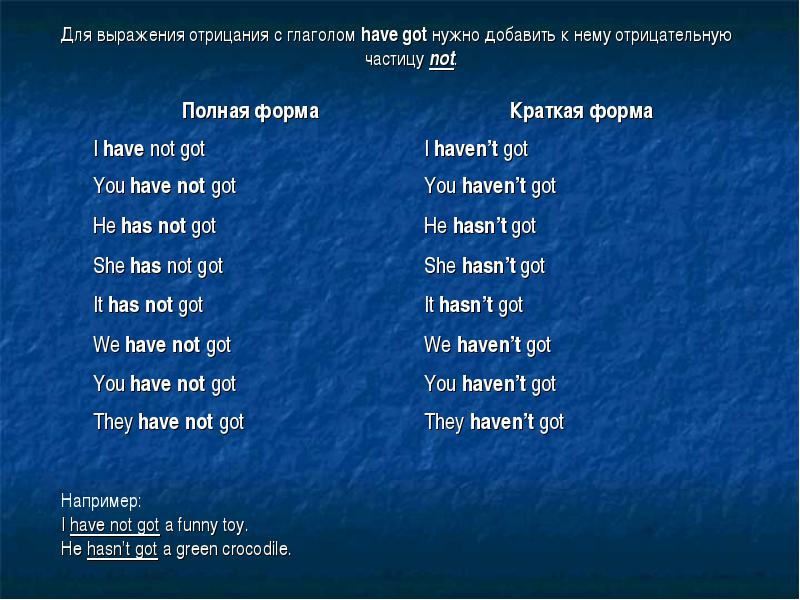 Для выражения отрицания с глаголом have got нужно добавить к нему отрицательную
частицу not.
Полная форма Краткая форма
I have not got I haven’t got
You have not got You haven’t got
He has not got He hasn’t got
She has not got She hasn’t got
It has not got It hasn’t got
We have not got We haven’t got
You have not got You haven’t got
They have not got They haven’t got
Например:
I have not got a funny toy.
He hasn’t got a green crocodile.